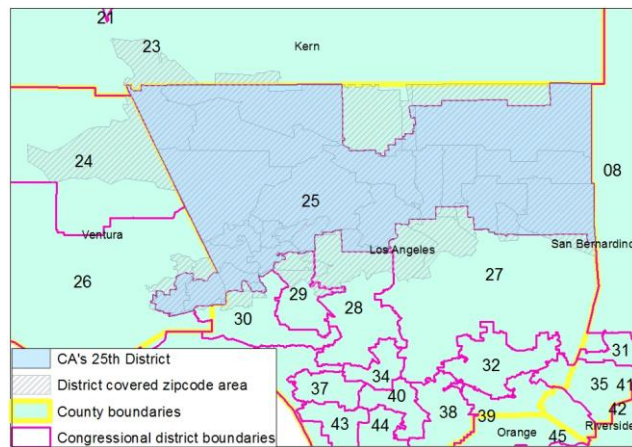 21
23
Kern
24
08
25
Ventura
Los Angeles
San Bernardino
26
27
29
28
30
31
32
34
35
41
37
40
42
38
39
Riverside
43
44
45
Orange
CA's 25th District
District covered zipcode area
County boundaries
Congressional district boundaries